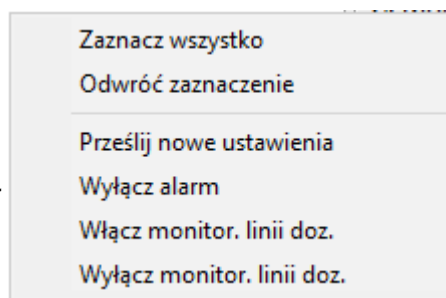 Zaznacz wszystko
Odwróć zaznaczenie
Prześlij nowe ustawienia
Wyłącz alarm
Włącz monitor. linii doz.
Wyłącz monitor. linii doz.